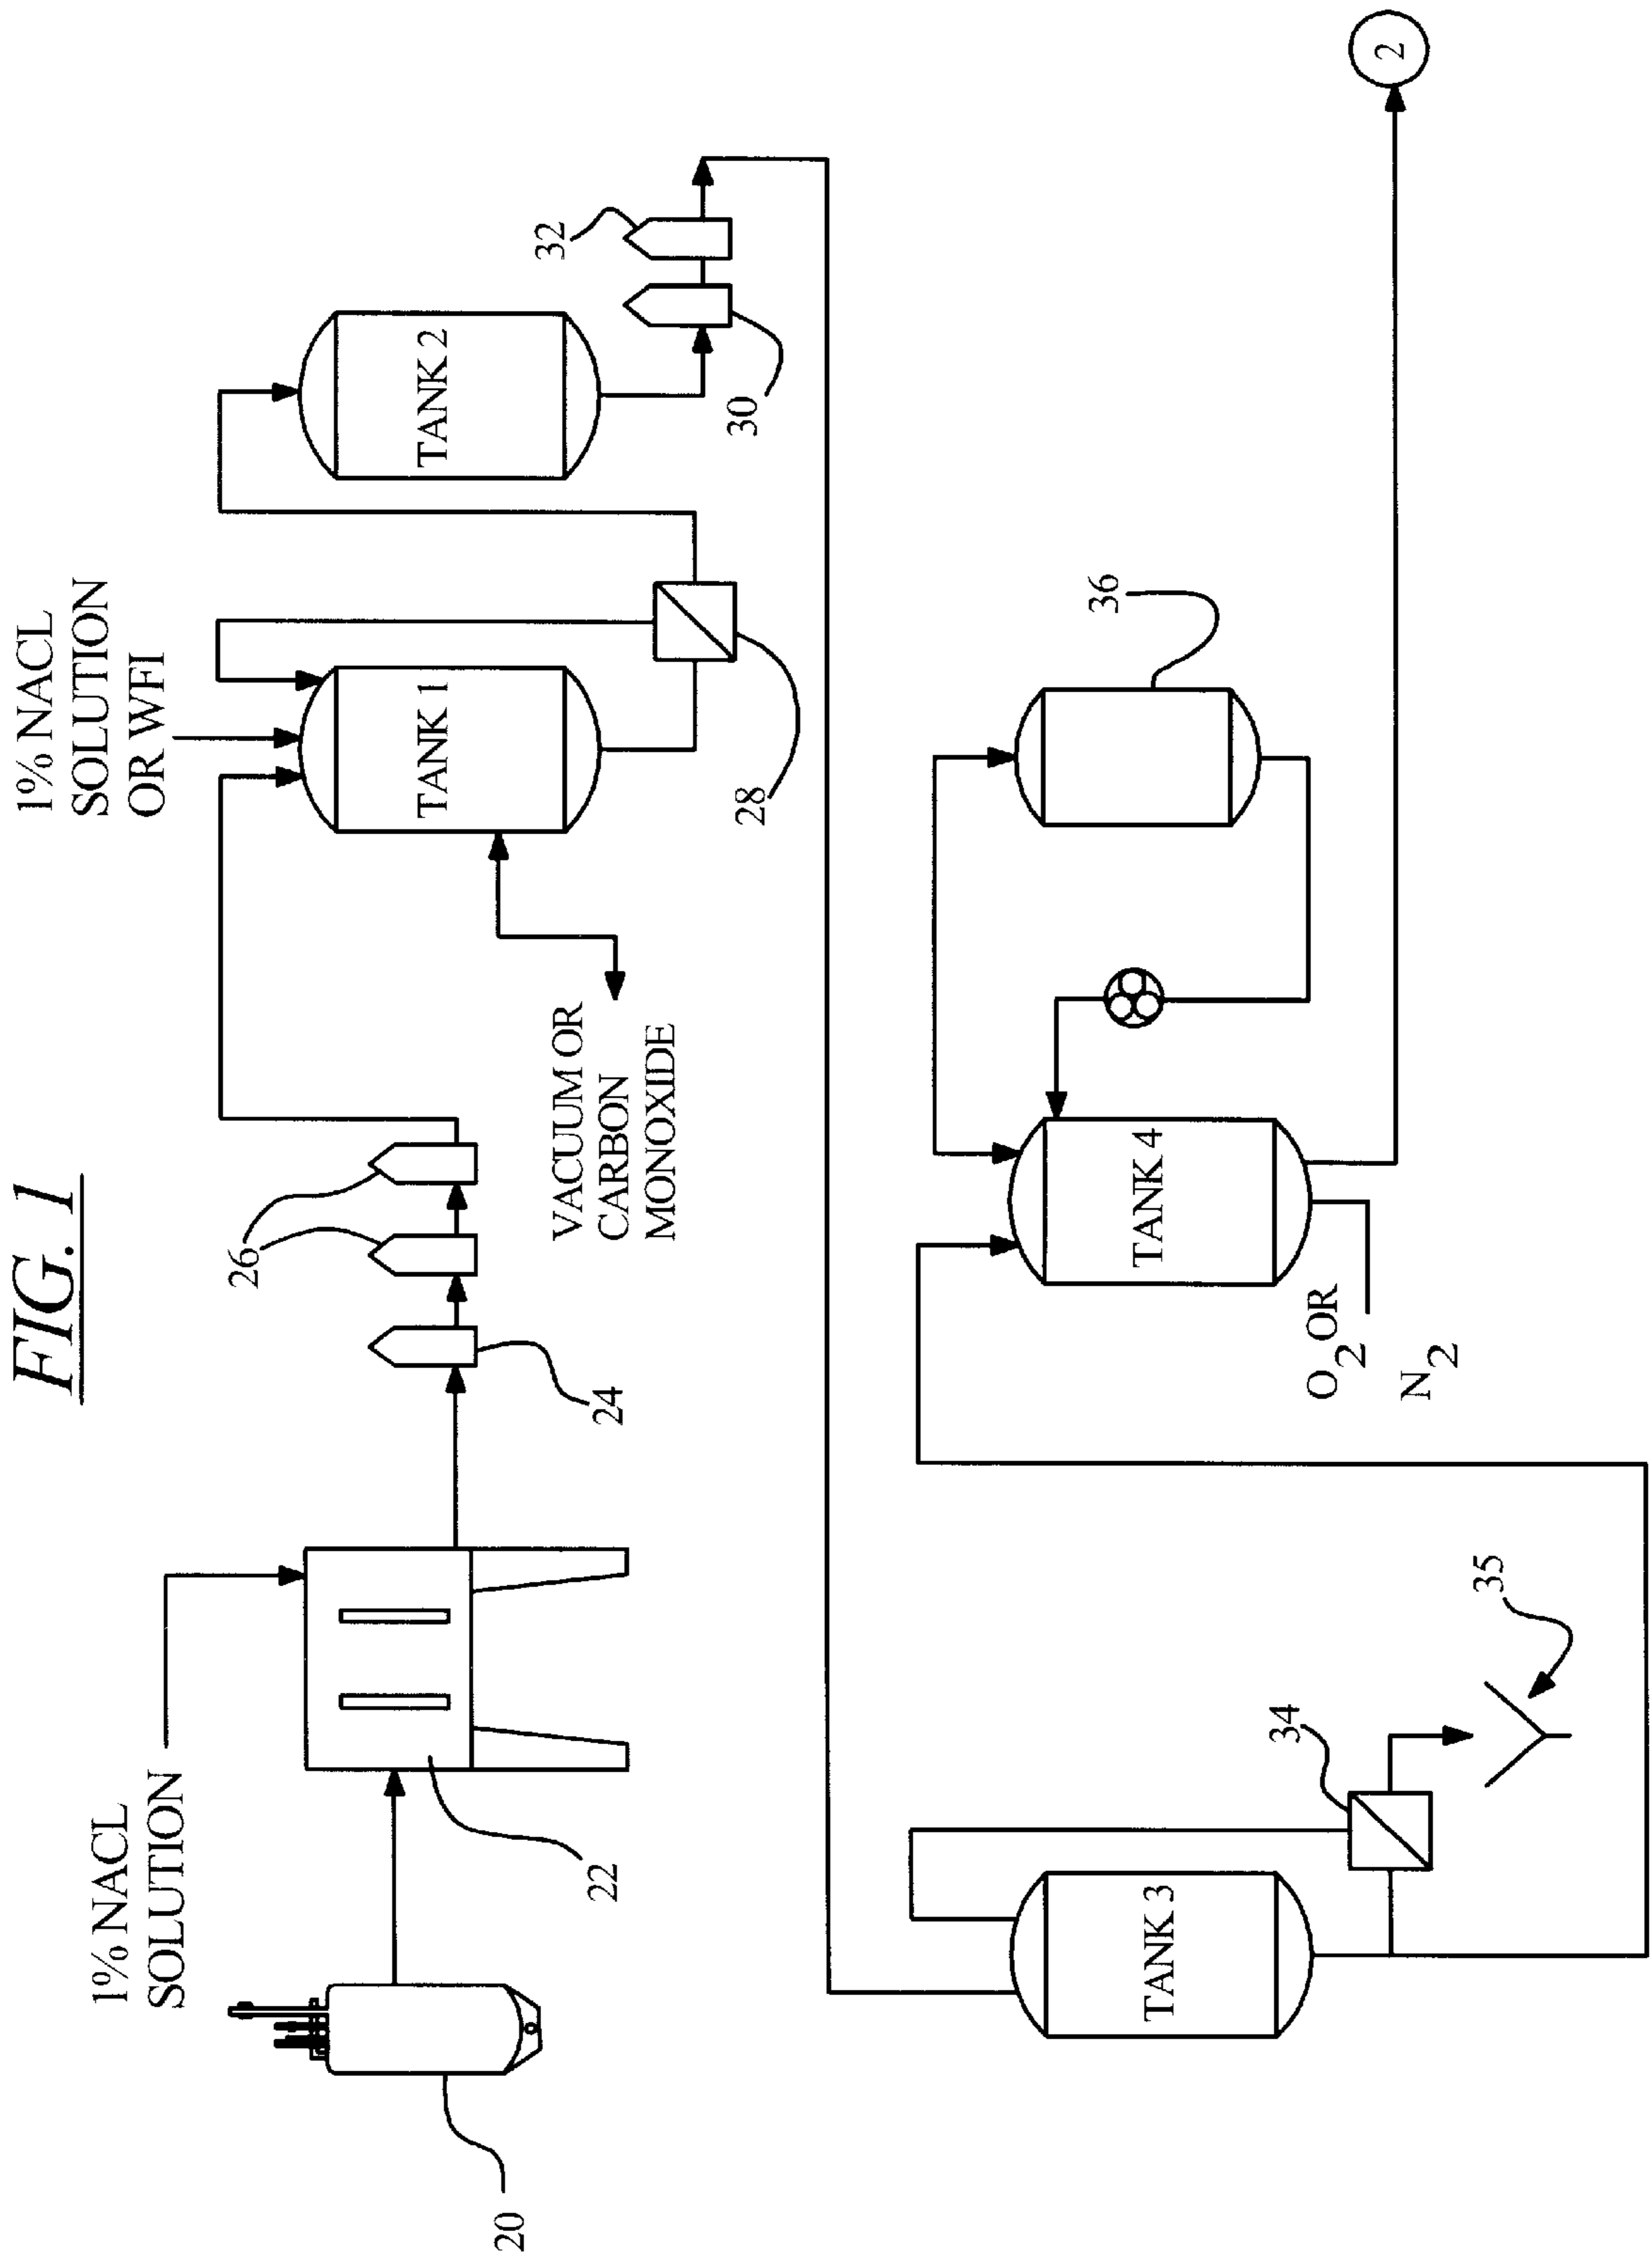 FIG. 1
1% NACL
SOLUTION
20
22
24
26
VACUUM OR
CARBON
MONOXIDE
1% NACL
SOLUTION
OR WFI
TANK 1
28
TANK 2
30
32
TANK 3
34
35
TANK 4
O2 OR
N2
36
2